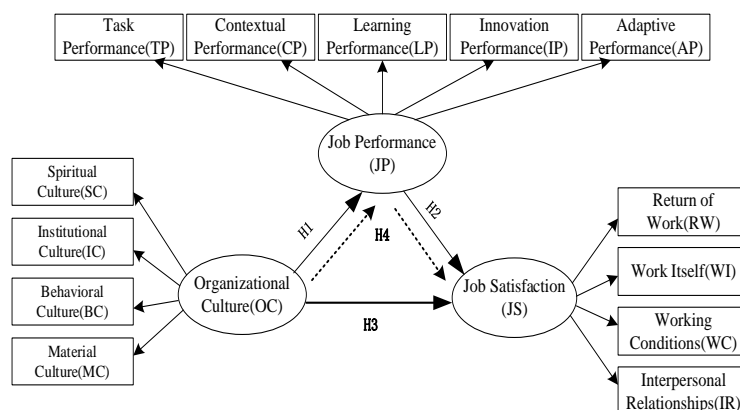 Task
Performance(TP)
Contextual
Performance(CP)
Learning
Performance(LP)
Innovation
Performance(IP)
Adaptive
Performance(AP)
Job Performance
(JP)
Spiritual
Culture(SC)
Institutional
Culture(IC)
Behavioral
Culture(BC)
Material
Culture(MC)
Organizational
Culture(OC)
H1
H2
H4
H3
Job Satisfaction
(JS)
Return of
Work(RW)
Work Itself(WI)
Working
Conditions(WC)
Interpersonal
Relationships(IR)